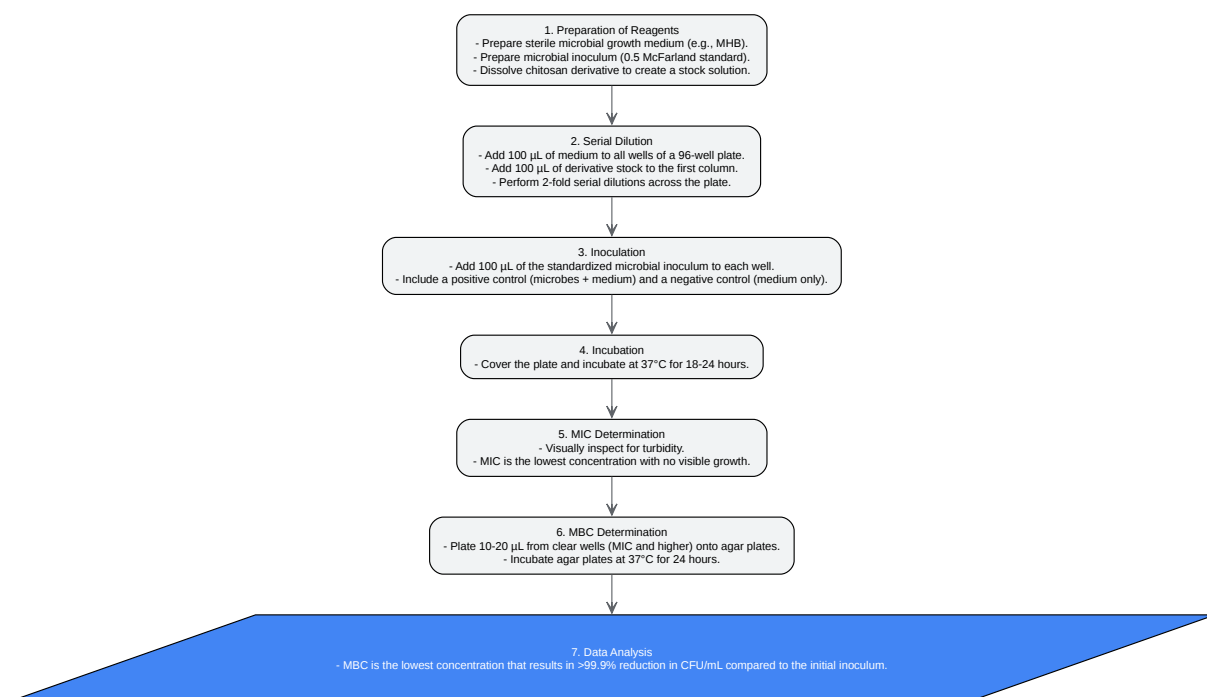 1. Preparation of Reagents
- Prepare sterile microbial growth medium (e.g., MHB).
- Prepare microbial inoculum (0.5 McFarland standard).
- Dissolve chitosan derivative to create a stock solution.
2. Serial Dilution
- Add 100 µL of medium to all wells of a 96-well plate.
- Add 100 µL of derivative stock to the first column.
- Perform 2-fold serial dilutions across the plate.
3. Inoculation
- Add 100 µL of the standardized microbial inoculum to each well.
- Include a positive control (microbes + medium) and a negative control (medium only).
4. Incubation
- Cover the plate and incubate at 37°C for 18-24 hours.
5. MIC Determination
- Visually inspect for turbidity.
- MIC is the lowest concentration with no visible growth.
6. MBC Determination
- Plate 10-20 µL from clear wells (MIC and higher) onto agar plates.
- Incubate agar plates at 37°C for 24 hours.
7. Data Analysis
- MBC is the lowest concentration that results in >99.9% reduction in CFU/mL compared to the initial inoculum.